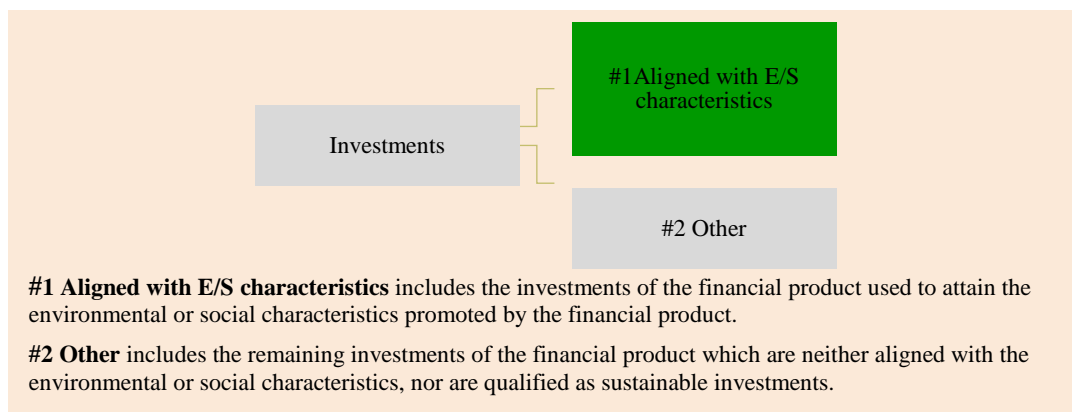 #1Aligned with E/S
characteristics
Investments
#2 Other
#1 Aligned with E/S characteristics includes the investments of the financial product used to attain the
environmental or social characteristics promoted by the financial product.
#2 Other includes the remaining investments of the financial product which are neither aligned with the
environmental or social characteristics, nor are qualified as sustainable investments.